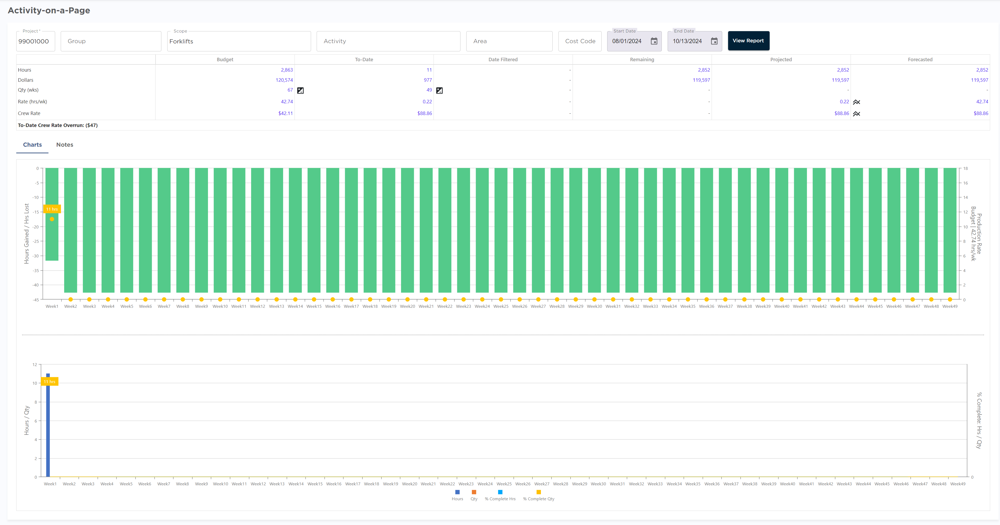 Activity-on-a-Page
Project* Scope Start Date End Date
99001000 Group Forklifts Activity Area Cost Code 08/01/2024 10/13/2024 View Report
Budget To-Date Date Filtered Remaining Projected Forecasted
Hours 2,863 11 - 2,852 2,852 2,852
Dollars 120,574 977 - 119,597 119,597 119,597
Qty (wks) 67 49 - - - -
Rate (hrs/wk) 42.74 0.22 - - 0.22 42.74
Crew Rate $42.11 $88.86 - - $88.86 $88.86
To-Date Crew Rate Overrun: ($47)
Charts Notes
Hours Gained / Hrs Lost
0
-5
-10
-15
-20
-25
-30
-35
-40
-45
11 hrs
18
16
14
12
10
8
6
4
2
0
Production Rate
Budget | 42.74 hrs/wk
Week1 Week2 Week3 Week4 Week5 Week6 Week7 Week8 Week9 Week10 Week11 Week12 Week13 Week14 Week15 Week16 Week17 Week18 Week19 Week20 Week21 Week22 Week23 Week24 Week25 Week26 Week27 Week28 Week29 Week30 Week31 Week32 Week33 Week34 Week35 Week36 Week37 Week38 Week39 Week40 Week41 Week42 Week43 Week44 Week45 Week46 Week47 Week48 Week49
Hours / Qty
12
10
8
6
4
2
0
11 hrs
% Complete: Hrs / Qty
0
Week1 Week2 Week3 Week4 Week5 Week6 Week7 Week8 Week9 Week10 Week11 Week12 Week13 Week14 Week15 Week16 Week17 Week18 Week19 Week20 Week21 Week22 Week23 Week24 Week25 Week26 Week27 Week28 Week29 Week30 Week31 Week32 Week33 Week34 Week35 Week36 Week37 Week38 Week39 Week40 Week41 Week42 Week43 Week44 Week45 Week46 Week47 Week48 Week49
Hours Qty % Complete Hrs % Complete Qty